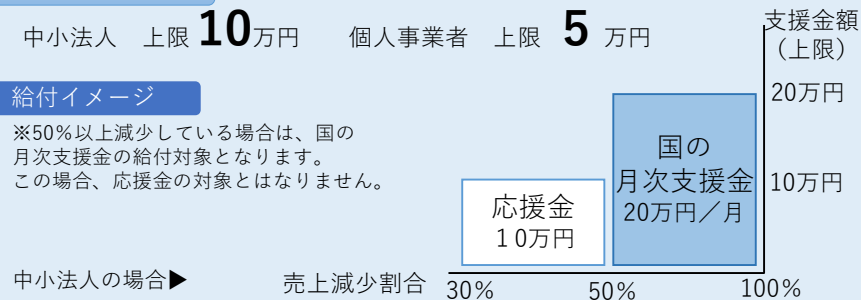 中小法人 上限 10万円 個人事業者 上限 5 万円
支援金額
（上限）
給付イメージ
※50%以上減少している場合は、国の
月次支援金の給付対象となります。
この場合、応援金の対象とはなりません。
20万円
国の
月次支援金
20万円／月
10万円
応援金
10万円
中小法人の場合▶
売上減少割合
30%
50%
100%